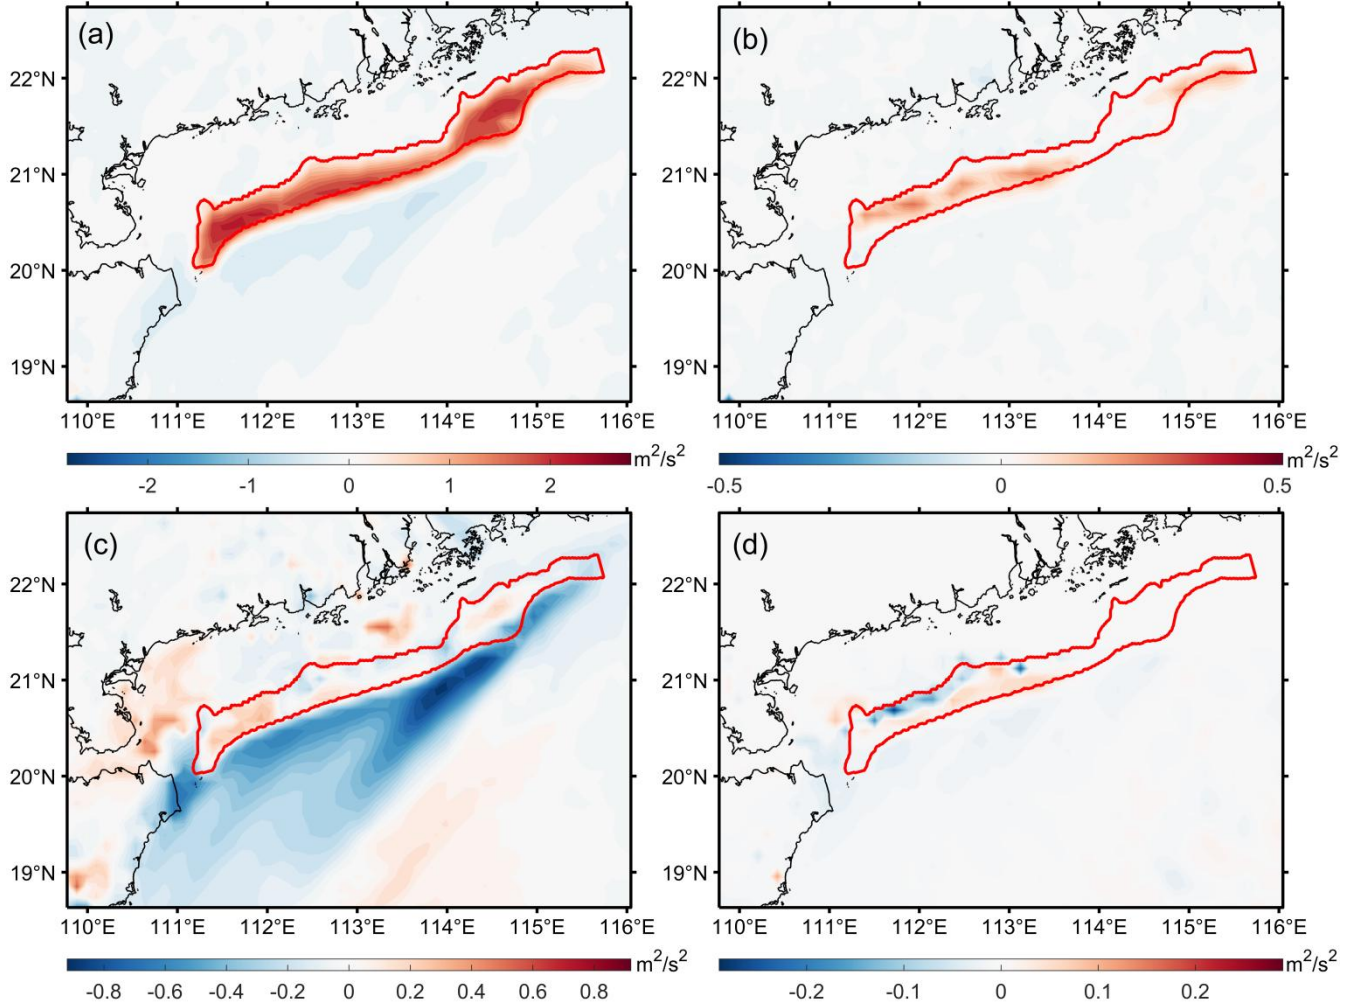 (a)
22°N
21°N
20°N
19°N
110°E 111°E 112°E 113°E 114°E 115°E 116°E
-2 -1 0 1 2 m²/s²
(b)
22°N
21°N
20°N
19°N
110°E 111°E 112°E 113°E 114°E 115°E 116°E
-0.5 0 0.5 m²/s²
(c)
22°N
21°N
20°N
19°N
110°E 111°E 112°E 113°E 114°E 115°E 116°E
-0.8 -0.6 -0.4 -0.2 0 0.2 0.4 0.6 0.8 m²/s²
(d)
22°N
21°N
20°N
19°N
110°E 111°E 112°E 113°E 114°E 115°E 116°E
-0.2 -0.1 0 0.1 0.2 m²/s²